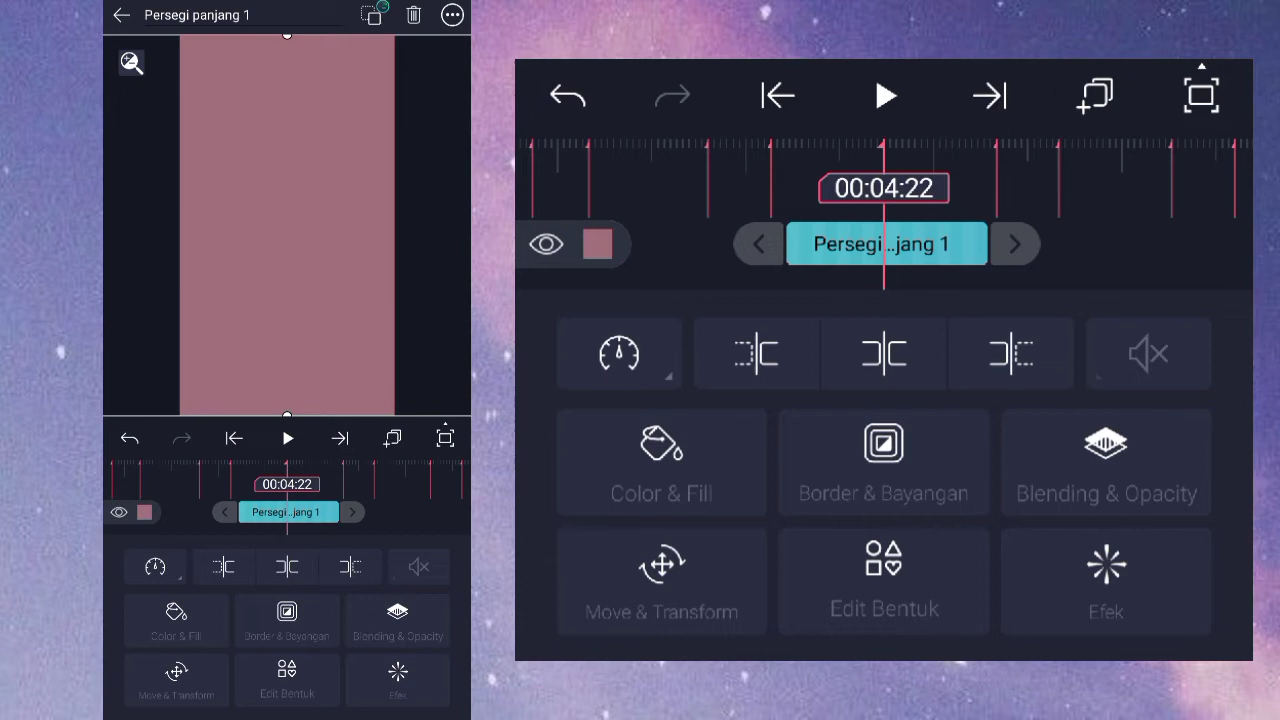 Persegi panjang 1
00:04:22
Persegi...jang 1
Color & Fill
Border & Bayangan
Blending & Opacity
Move & Transform
Edit Bentuk
Efek
00:04:22
Persegi...jang 1
Color & Fill
Border & Bayangan
Blending & Opacity
Move & Transform
Edit Bentuk
Efek